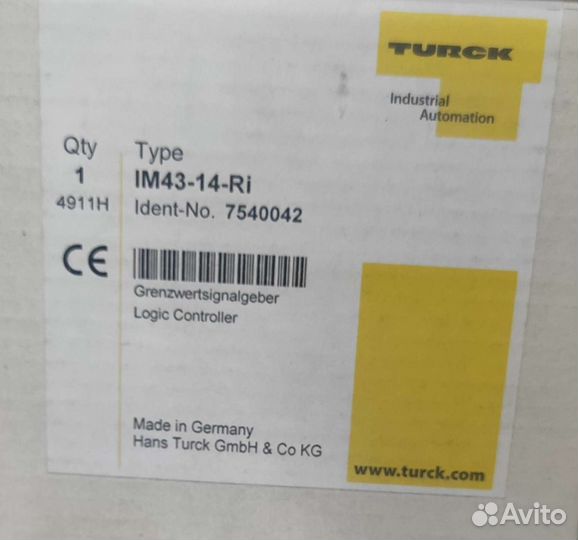 TURCK
Industrial
Automation
Qty
Type
1
IM43-14-Ri
4911H
Ident-No. 7540042
CE
Grenzwertsignalgeber
Logic Controller
Made in Germany
Hans Turck GmbH & Co KG
www.turck.com
Avito